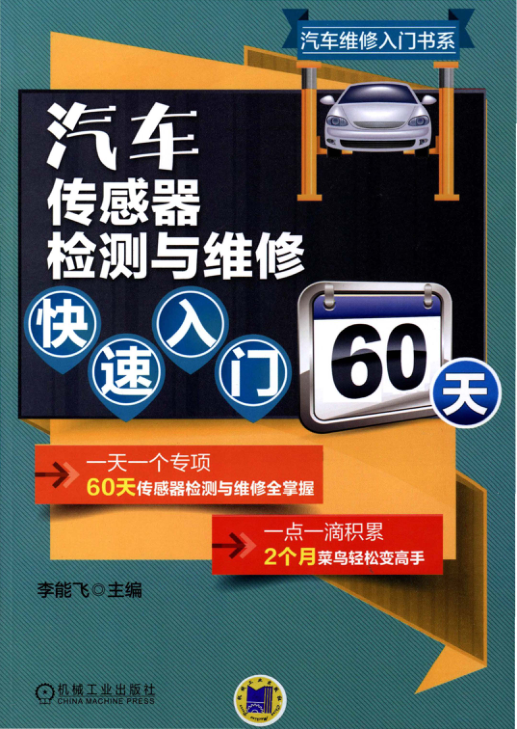 汽车维修入门书系
汽车
传感器
检测与维修
快速入门
60天
一天一个专项
60天传感器检测与维修全掌握
一点一滴积累
2个月菜鸟轻松变高手
李能飞◎主编
机械工业出版社
CHINA MACHINE PRESS